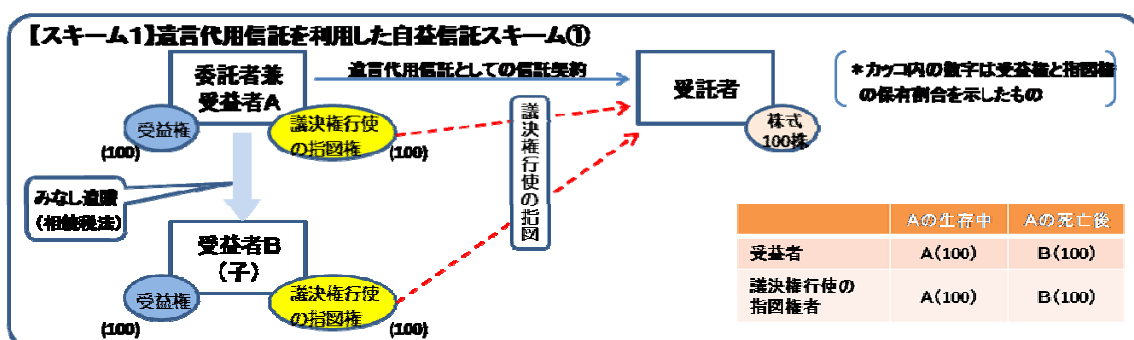 【スキーム1】遺言代用信託を利用した自益信託スキーム①
委託者兼
受益者A
遺言代用信託としての信託契約
受託者
*カッコ内の数字は受益権と指図権
の保有割合を示したもの
受益権
(100)
議決権行使
の指図権
(100)
議決権行使の指図
株式
100株
みなし遺贈
(相続税法)
受益者B
(子)
受益権
(100)
議決権行使
の指図権
(100)
Aの生存中 Aの死亡後
受益者 A(100) B(100)
議決権行使の
指図権者 A(100) B(100)